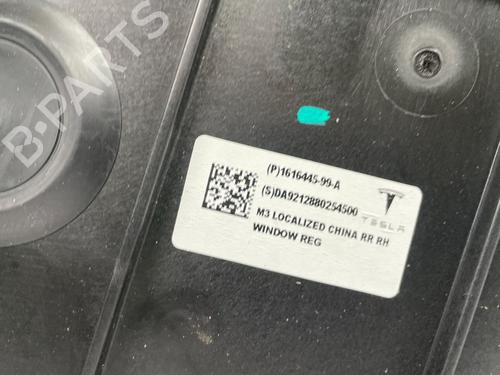 B-PARTS
(P)1616445-99-A
(S)DA9212880254500
TESLA
M3 LOCALIZED CHINA RR RH
WINDOW REG